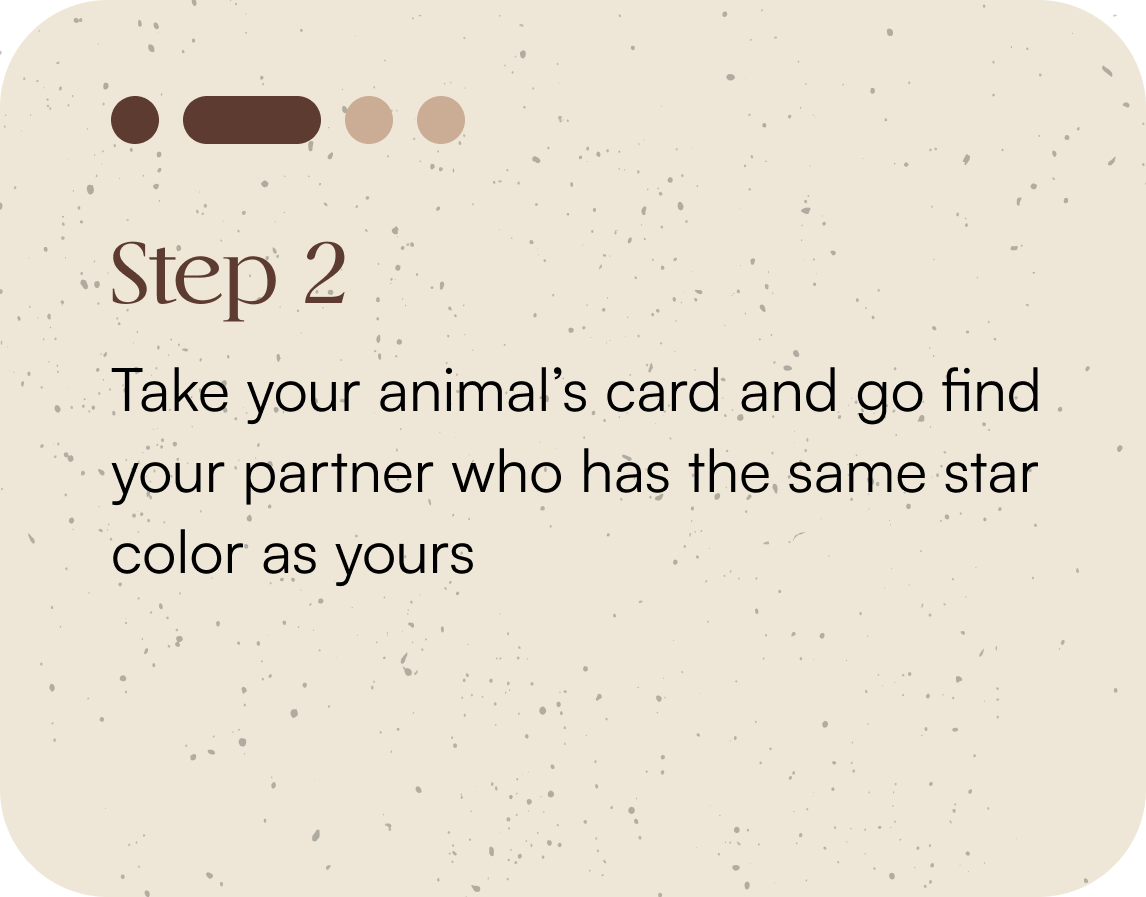 Step 2
Take your animal’s card and go find
your partner who has the same star
color as yours